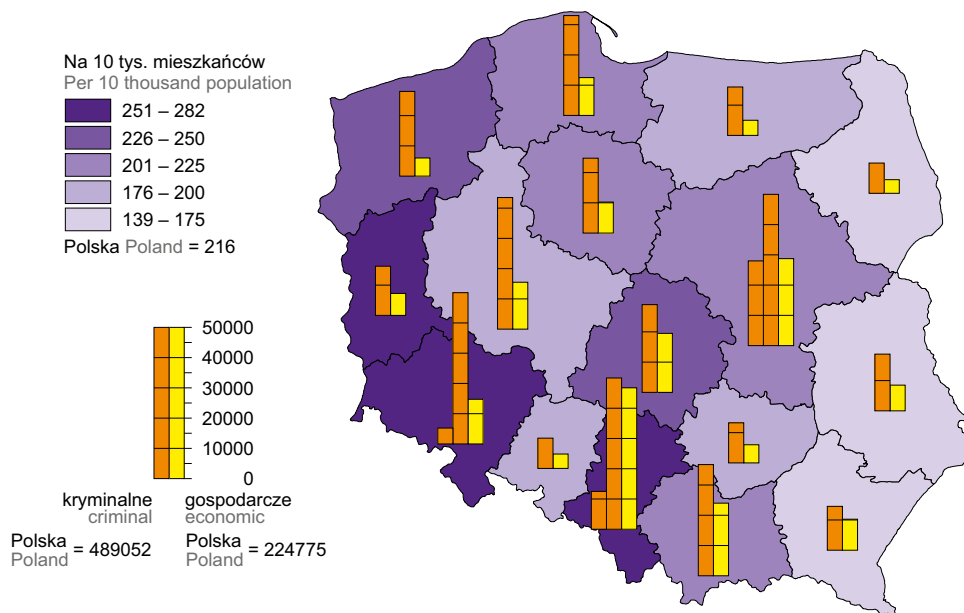 Na 10 tys. mieszkańców
Per 10 thousand population
251 – 282
226 – 250
201 – 225
176 – 200
139 – 175
Polska Poland = 216
50000
40000
30000
20000
10000
0
kryminalne gospodarcze
criminal economic
Polska Poland = 489052
Polska Poland = 224775